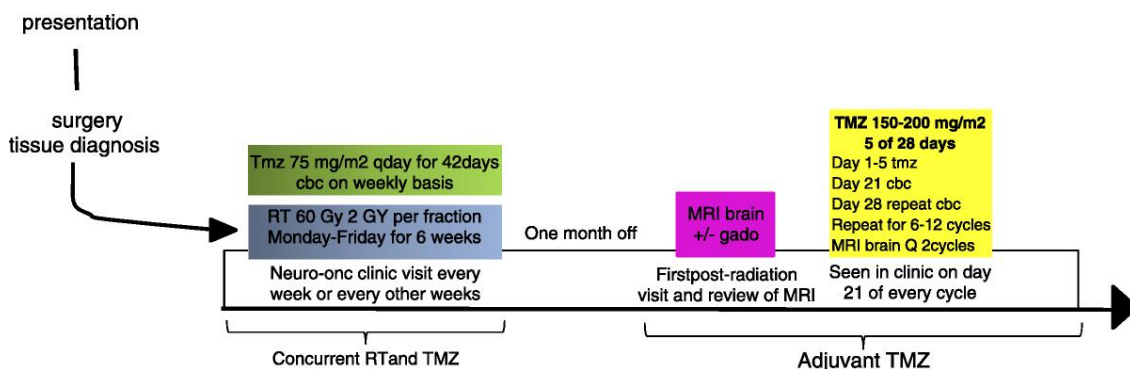 presentation
surgery
tissue diagnosis
Tmz 75 mg/m2 qday for 42days
cbc on weekly basis
RT 60 Gy 2 GY per fraction
Monday-Friday for 6 weeks
Neuro-onc clinic visit every
week or every other weeks
Concurrent RTand TMZ
One month off
MRI brain
+/- gado
Firstpost-radiation
visit and review of MRI
TMZ 150-200 mg/m2
5 of 28 days
Day 1-5 tmz
Day 21 cbc
Day 28 repeat cbc
Repeat for 6-12 cycles
MRI brain Q 2cycles
Seen in clinic on day
21 of every cycle
Adjuvant TMZ